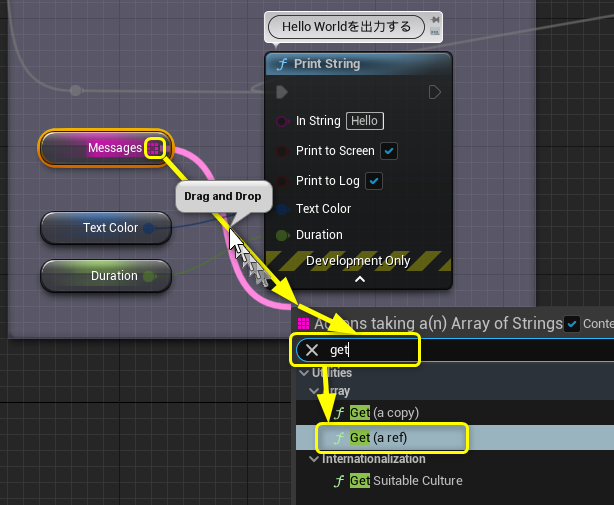 Hello Worldを出力する
f Print String
In String Hello
Messages
Print to Screen
Drag and Drop
Print to Log
Text Color
Text Color
Duration
Duration
Development Only
Actions taking a(n) Array of Strings Conte
get
Utilities
Array
f Get (a copy)
f Get (a ref)
Internationalization
f Get Suitable Culture